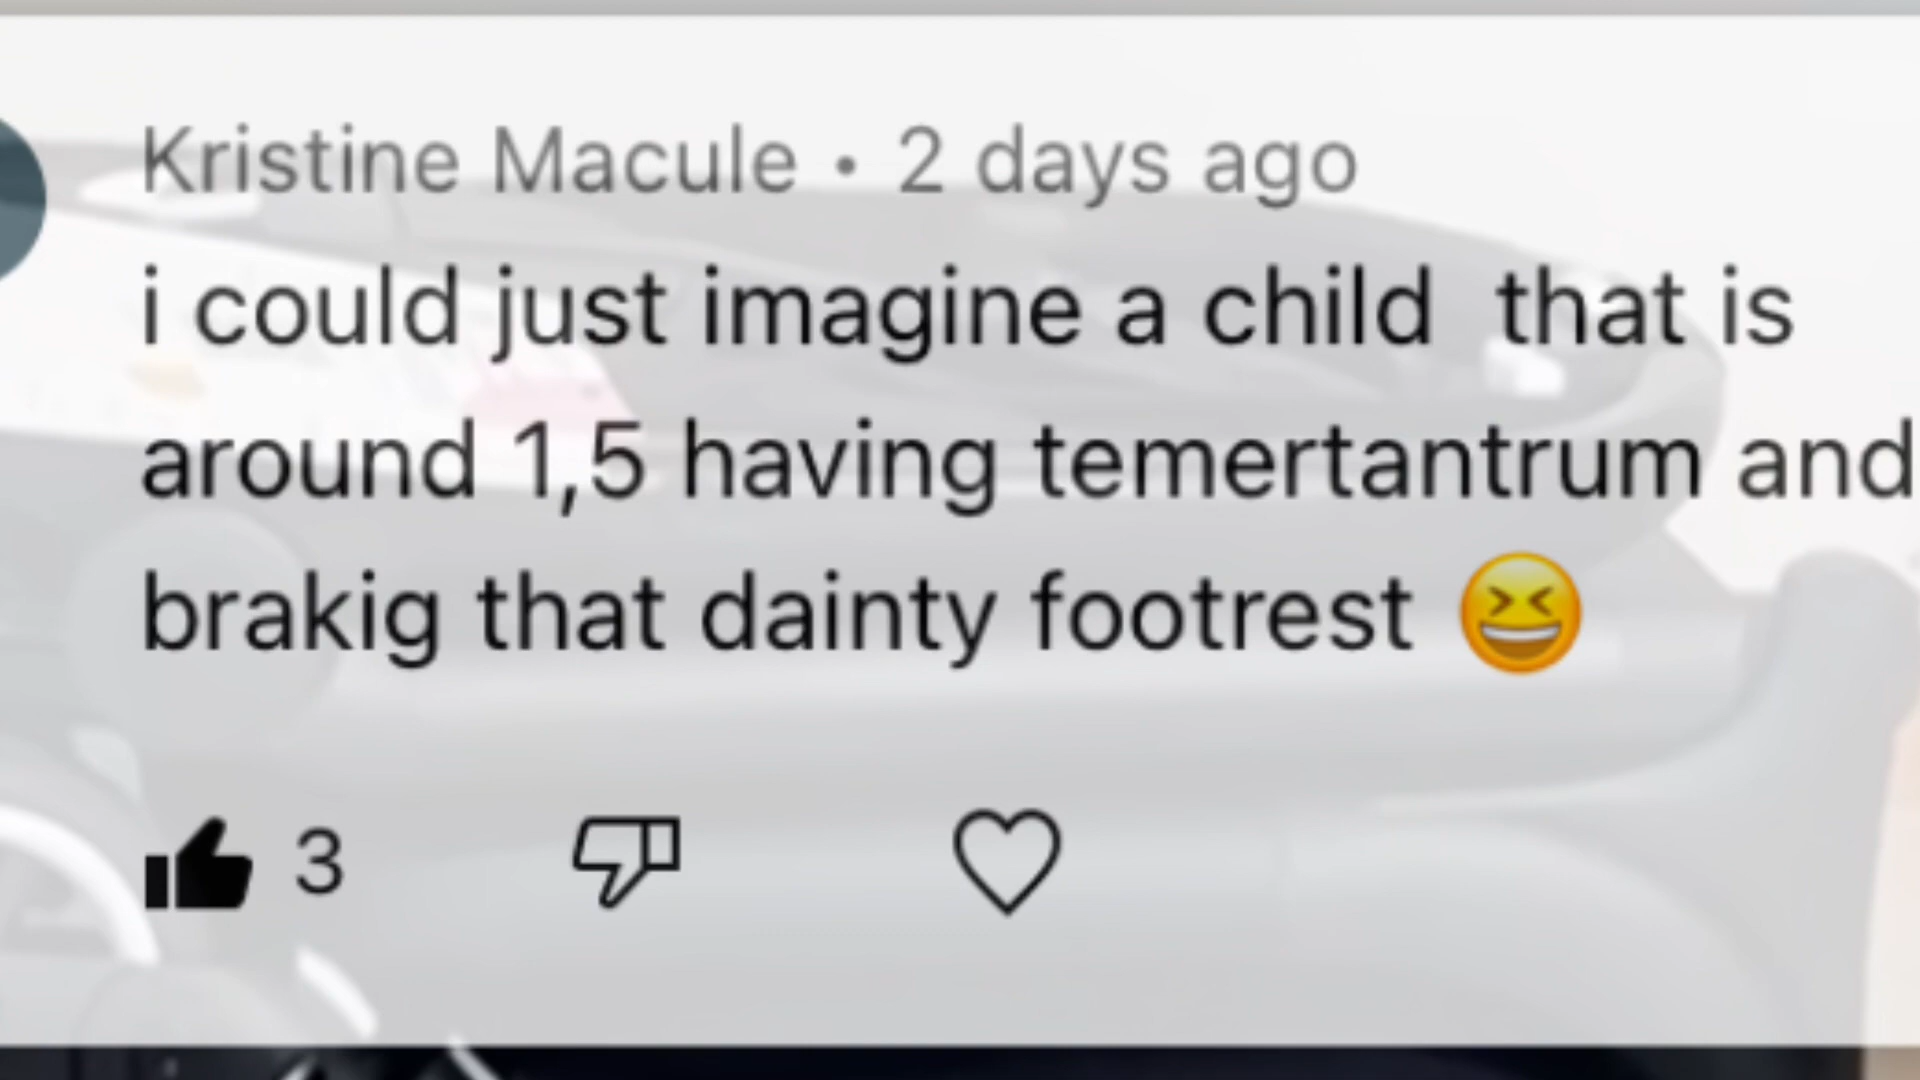 Kristine Macule • 2 days ago
i could just imagine a child  that is
around 1,5 having temertantrum and
brakig that dainty footrest 😆
3